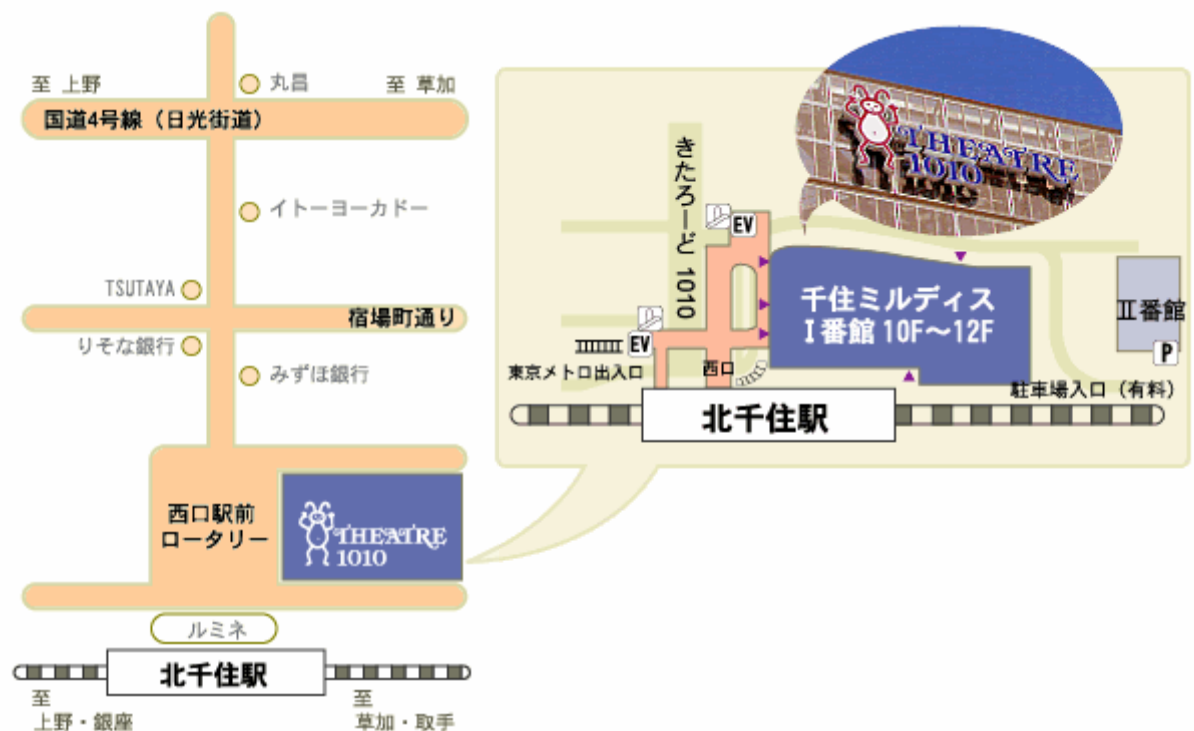 至 上野
丸昌
至 草加
国道4号線（日光街道）
イトーヨーカドー
TSUTAYA
宿場町通り
りそな銀行
みずほ銀行
西口駅前
ロータリー
THEATRE
1010
ルミネ
北千住駅
至
上野・銀座
至
草加・取手
THEATRE
1010
きたろーど 1010
EV
千住ミルディス
Ⅰ番館 10F～12F
Ⅱ番館
P
EV
東京メトロ出入口
西口
駐車場入口（有料）
北千住駅